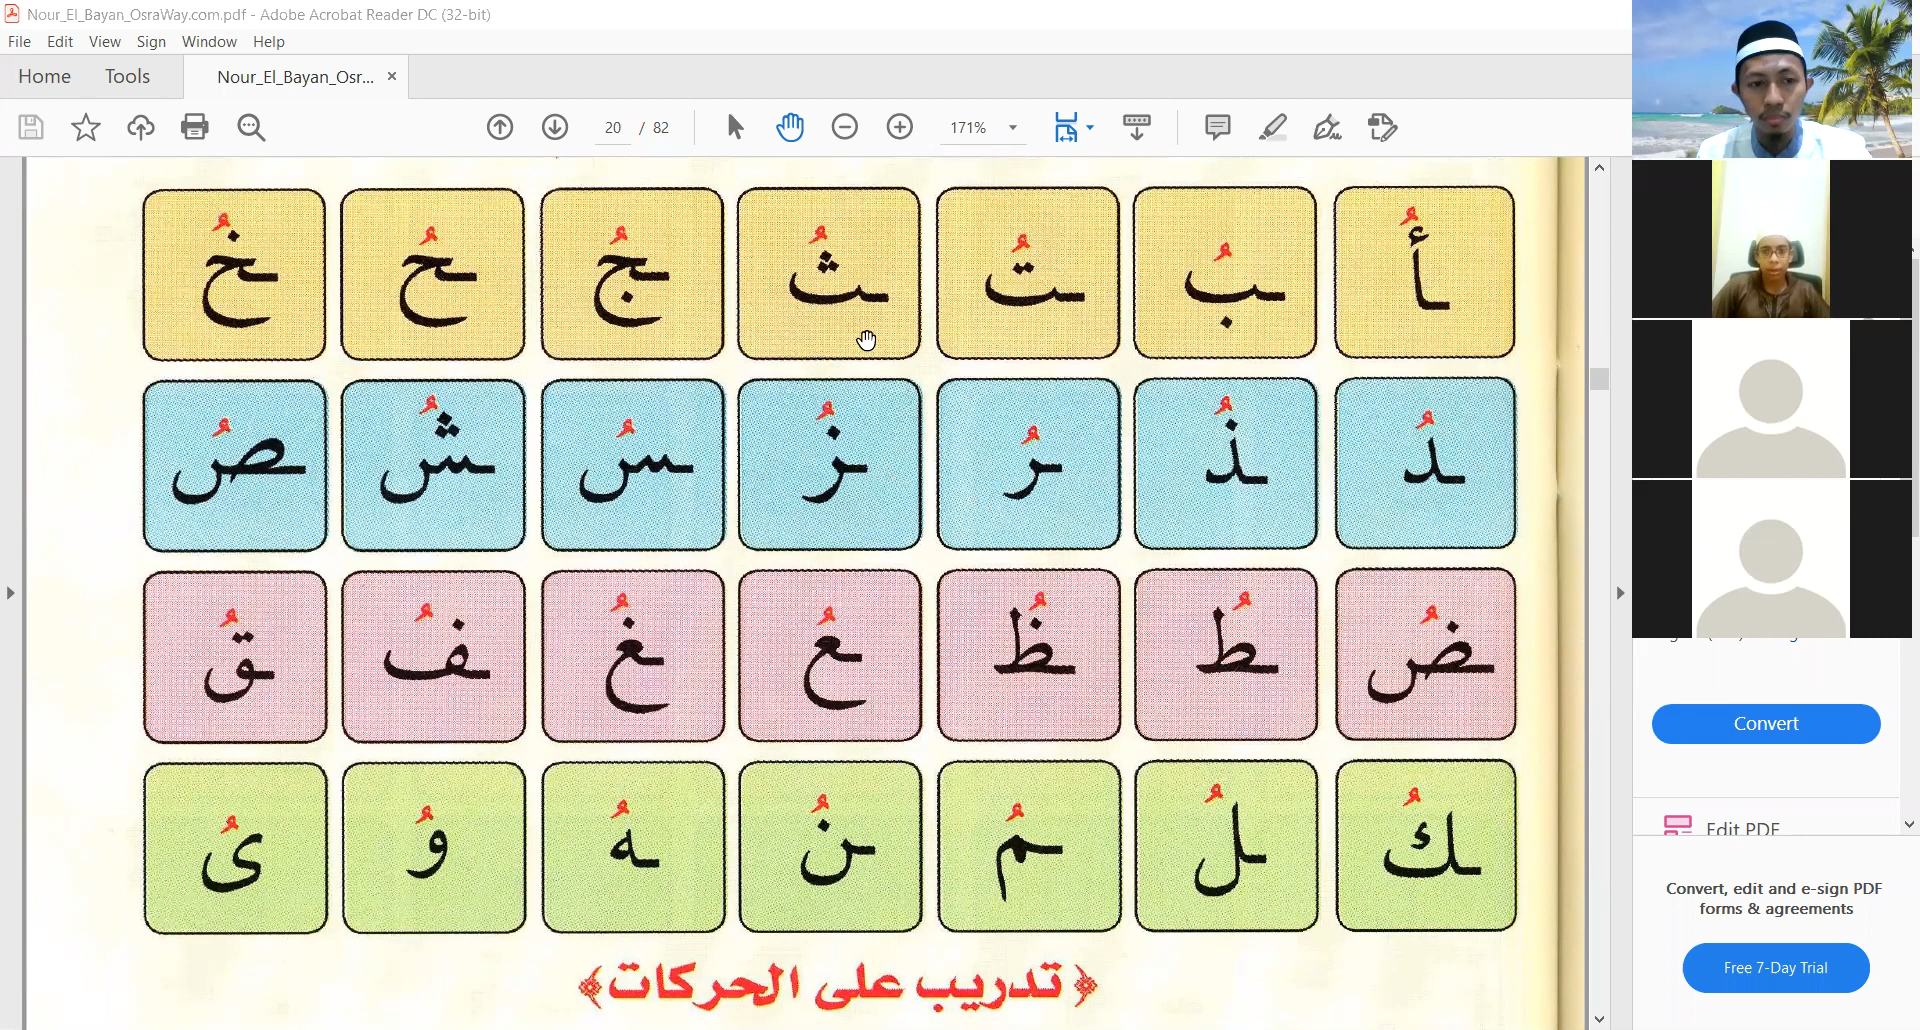 Nour_El_Bayan_OsraWay.com.pdf - Adobe Acrobat Reader DC (32-bit)
File Edit View Sign Window Help
Home Tools Nour_El_Bayan_Osr... ×
20 / 82 171%
أُ بُ تُ ثُ جُ حُ خُ
دُ ذُ رُ زُ سُ شُ صُ
ضُ طُ ظُ عُ غُ فُ قُ
كُ لُ مُ نُ هُ وُ ىُ
﴿ تدريب على الحركات ﴾
Convert
Edit PDF
Convert, edit and e-sign PDF
forms & agreements
Free 7-Day Trial